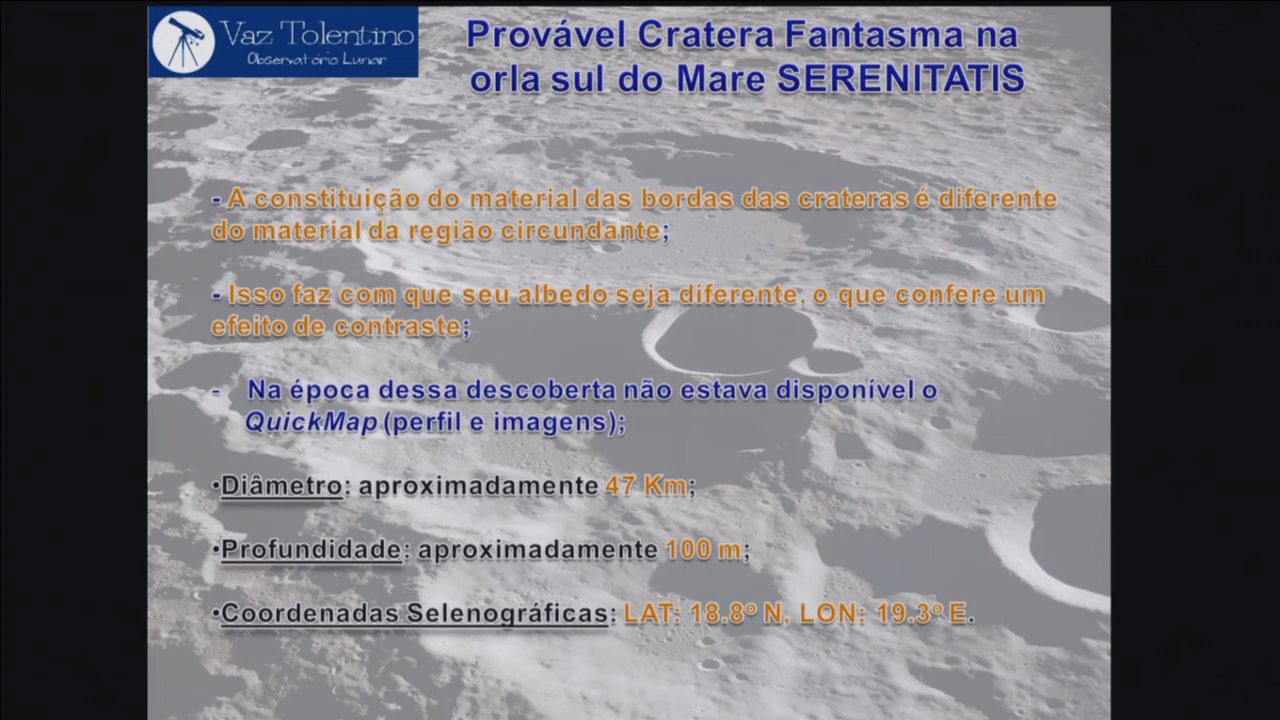 Vaz Tolentino
Observatório Lunar
Provável Cratera Fantasma na
orla sul do Mare SERENITATIS
- A constituição do material das bordas das crateras é diferente
do material da região circundante;
- Isso faz com que seu albedo seja diferente, o que confere um
efeito de contraste;
- Na época dessa descoberta não estava disponível o
QuickMap (perfil e imagens);
•Diâmetro: aproximadamente 47 Km;
•Profundidade: aproximadamente 100 m;
•Coordenadas Selenográficas: LAT: 18.8º N, LON: 19.3º E.